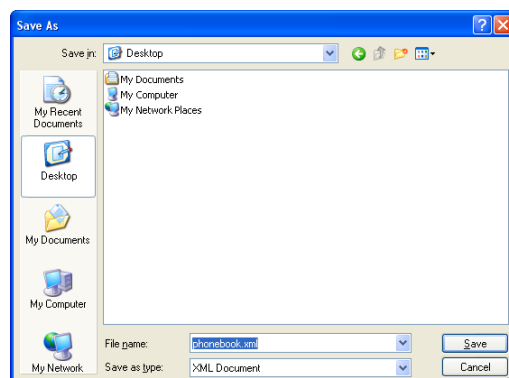 Save As
Save in: Desktop
My Documents
My Computer
My Network Places
My Recent
Documents
Desktop
My Documents
My Computer
My Network
File name: phonebook.xml Save
Save as type: XML Document Cancel